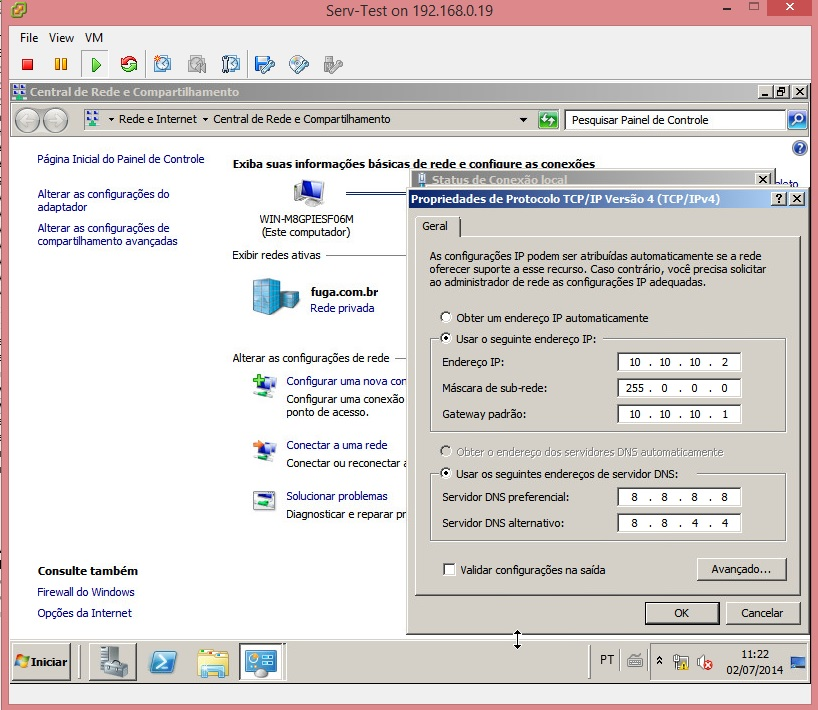 Serv-Test on 192.168.0.19
File View VM
Central de Rede e Compartilhamento
Rede e Internet Central de Rede e Compartilhamento
Pesquisar Painel de Controle
Página Inicial do Painel de Controle
Alterar as configurações do
adaptador
Alterar as configurações de
compartilhamento avançadas
Exiba suas informações básicas de rede e configure as conexões
WIN-M8GPIESF06M
(Este computador)
Exibir redes ativas
fuga.com.br
Rede privada
Alterar as configurações de rede
Configurar uma nova con
Configurar uma conexão
ponto de acesso.
Conectar a uma rede
Conectar ou reconectar a
Solucionar problemas
Diagnosticar e reparar pr
Consulte também
Firewall do Windows
Opções da Internet
Status de Conexão local
Propriedades de Protocolo TCP/IP Versão 4 (TCP/IPv4)
Geral
As configurações IP podem ser atribuídas automaticamente se a rede
oferecer suporte a esse recurso. Caso contrário, você precisa solicitar
ao administrador de rede as configurações IP adequadas.
Obter um endereço IP automaticamente
Usar o seguinte endereço IP:
Endereço IP: 10 . 10 . 10 . 2
Máscara de sub-rede: 255 . 0 . 0 . 0
Gateway padrão: 10 . 10 . 10 . 1
Obter o endereço dos servidores DNS automaticamente
Usar os seguintes endereços de servidor DNS:
Servidor DNS preferencial: 8 . 8 . 8 . 8
Servidor DNS alternativo: 8 . 8 . 4 . 4
Validar configurações na saída
Avançado...
OK Cancelar
Iniciar
PT
11:22
02/07/2014